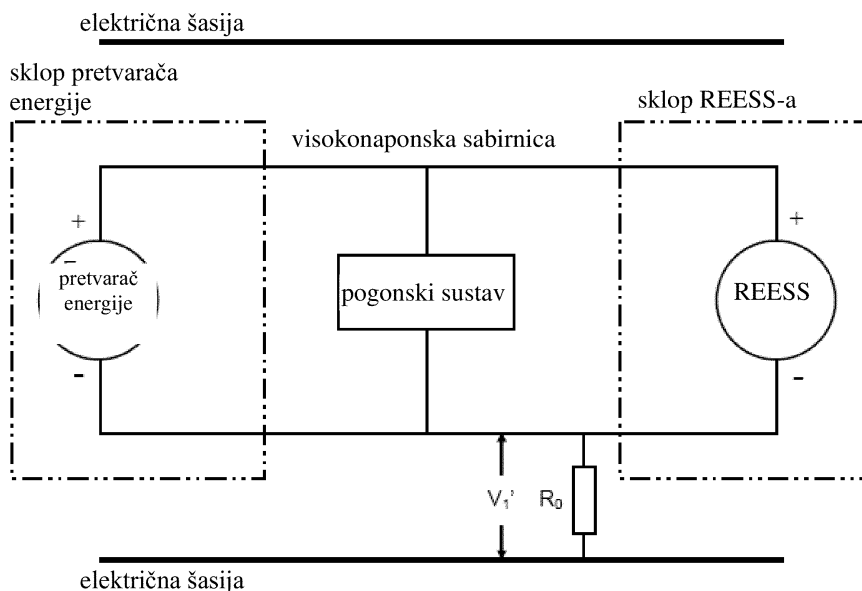 električna šasija
sklop pretvarača
energije
sklop REESS-a
visokonaponska sabirnica
+
+
pretvarač
energije
pogonski sustav
REESS
-
-
V₁' R₀
električna šasija